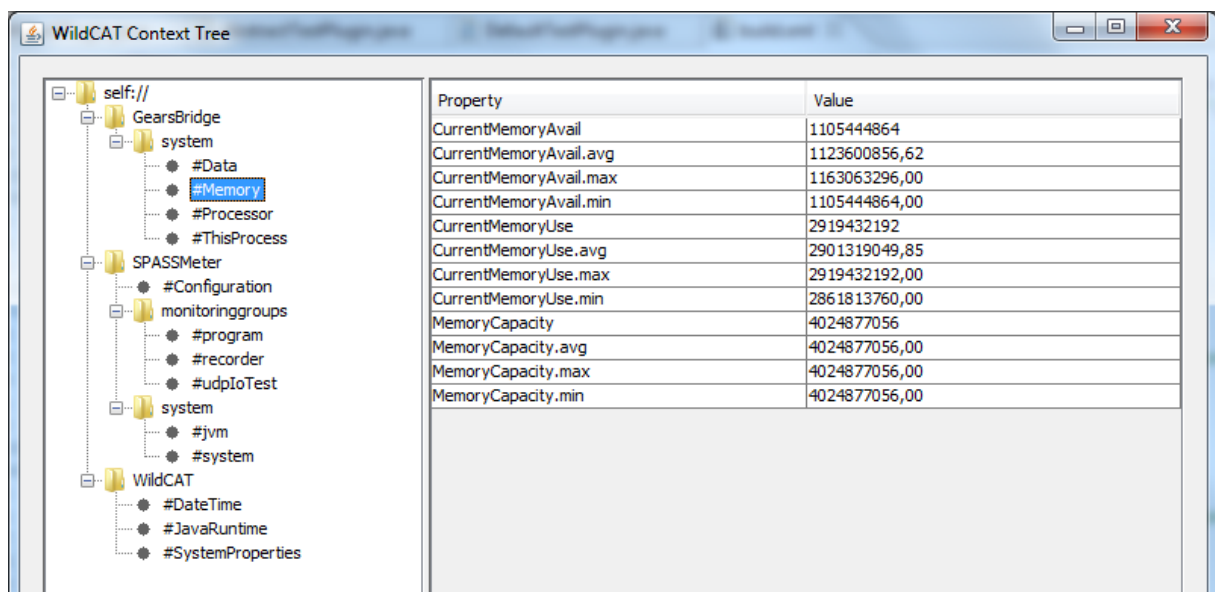 WildCAT Context Tree
self://
GearsBridge
system
#Data
#Memory
#Processor
#ThisProcess
SPASSMeter
#Configuration
monitoringgroups
#program
#recorder
#udpIoTest
system
#jvm
#system
WildCAT
#DateTime
#JavaRuntime
#SystemProperties
Property Value
CurrentMemoryAvail 1105444864
CurrentMemoryAvail.avg 1123600856,62
CurrentMemoryAvail.max 1163063296,00
CurrentMemoryAvail.min 1105444864,00
CurrentMemoryUse 2919432192
CurrentMemoryUse.avg 2901319049,85
CurrentMemoryUse.max 2919432192,00
CurrentMemoryUse.min 2861813760,00
MemoryCapacity 4024877056
MemoryCapacity.avg 4024877056,00
MemoryCapacity.max 4024877056,00
MemoryCapacity.min 4024877056,00